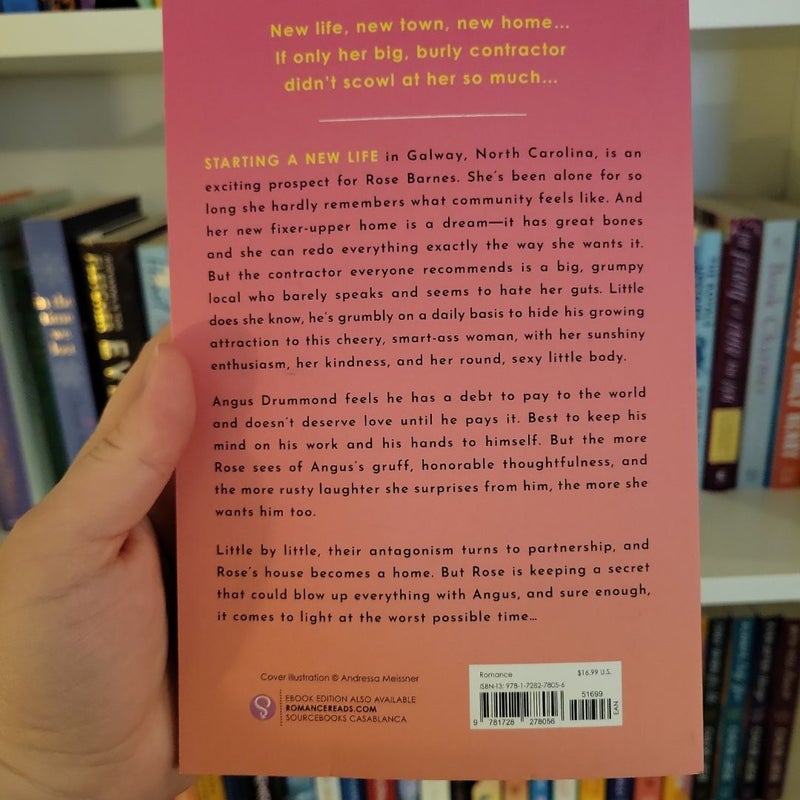 New life, new town, new home...
If only her big, burly contractor
didn't scowl at her so much...
STARTING A NEW LIFE in Galway, North Carolina, is an
exciting prospect for Rose Barnes. She's been alone for so
long she hardly remembers what community feels like. And
her new fixer-upper home is a dream—it has great bones
and she can redo everything exactly the way she wants it.
But the contractor everyone recommends is a big, grumpy
local who barely speaks and seems to hate her guts. Little
does she know, he's grumbly on a daily basis to hide his growing
attraction to this cheery, smart-ass woman, with her sunshiny
enthusiasm, her kindness, and her round, sexy little body.
Angus Drummond feels he has a debt to pay to the world
and doesn't deserve love until he pays it. Best to keep his
mind on his work and his hands to himself. But the more
Rose sees of Angus's gruff, honorable thoughtfulness, and
the more rusty laughter she surprises from him, the more she
wants him too.
Little by little, their antagonism turns to partnership, and
Rose's house becomes a home. But Rose is keeping a secret
that could blow up everything with Angus, and sure enough,
it comes to light at the worst possible time...
Cover illustration © Andressa Meissner
EBOOK EDITION ALSO AVAILABLE
ROMANCEREADS.COM
SOURCEBOOKS CASABLANCA
Romance $16.99 U.S.
ISBN-13: 978-1-7282-7805-6
51699
EAN
9 781728 278056